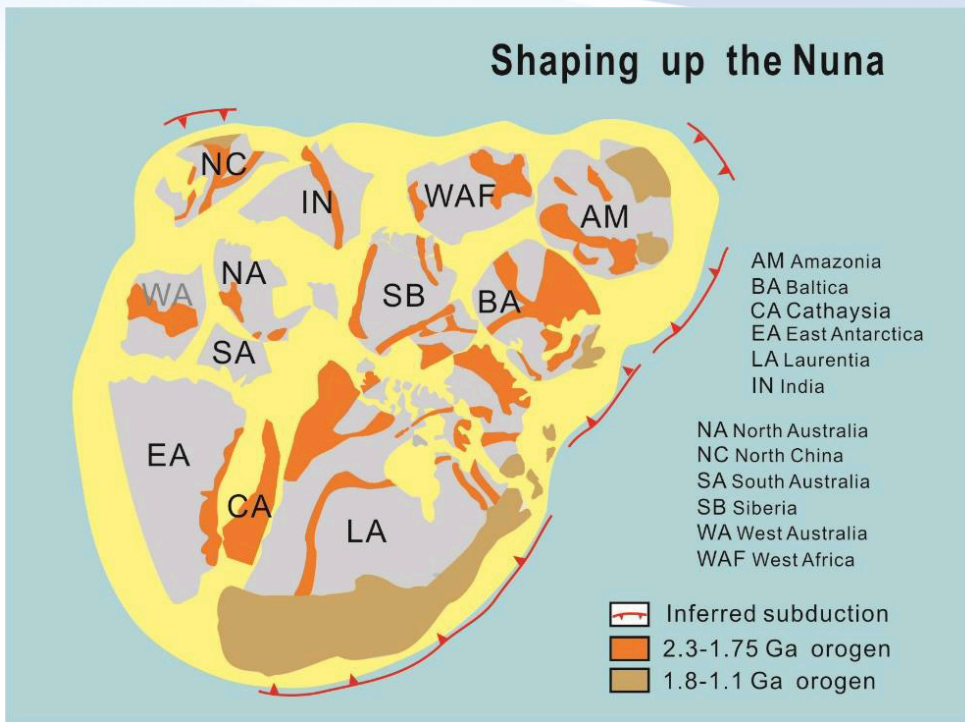 Shaping up the Nuna
NC
IN
WAF
AM
NA
WA
SB
BA
SA
EA
CA
LA
AM Amazonia
BA Baltica
CA Cathaysia
EA East Antarctica
LA Laurentia
IN India
NA North Australia
NC North China
SA South Australia
SB Siberia
WA West Australia
WAF West Africa
Inferred subduction
2.3-1.75 Ga orogen
1.8-1.1 Ga orogen